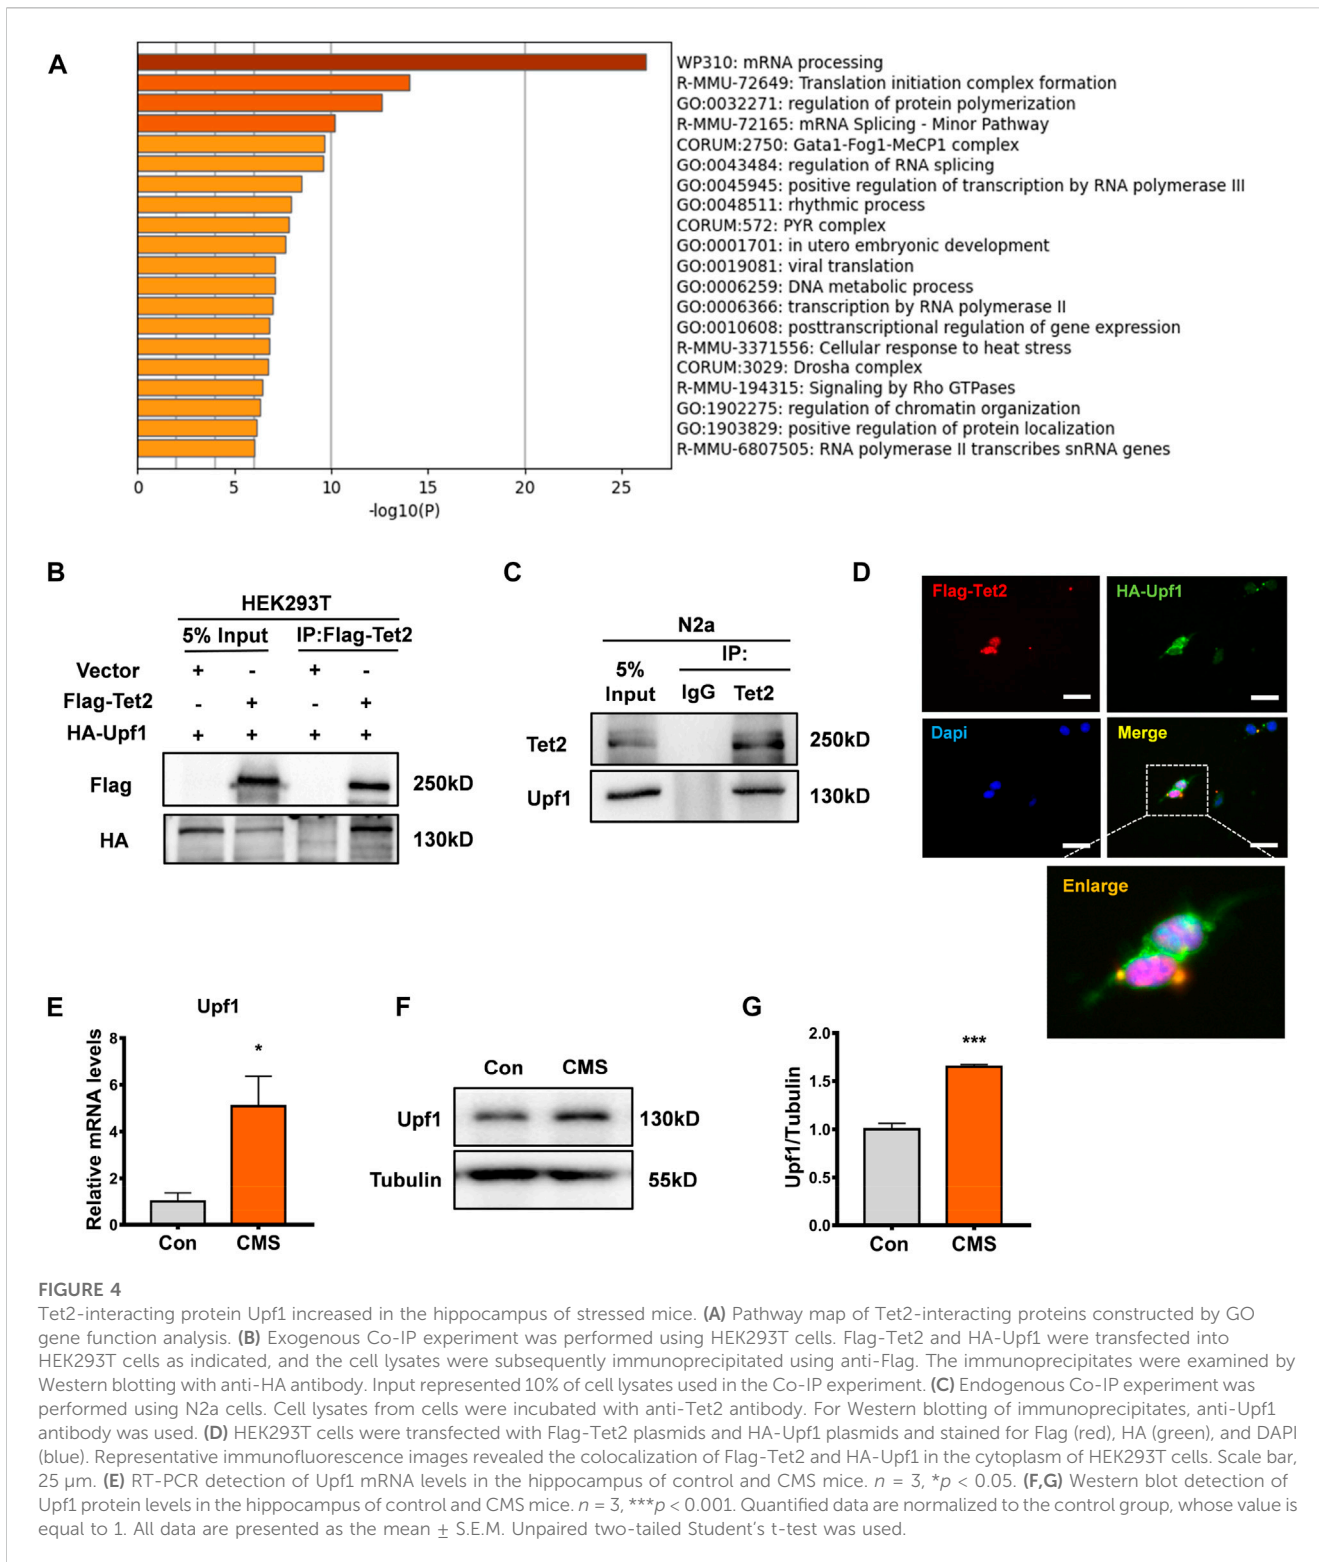 A
WP310: mRNA processing
R-MMU-72649: Translation initiation complex formation
GO:0032271: regulation of protein polymerization
R-MMU-72165: mRNA Splicing - Minor Pathway
CORUM:2750: Gata1-Fog1-MeCP1 complex
GO:0043484: regulation of RNA splicing
GO:0045945: positive regulation of transcription by RNA polymerase III
GO:0048511: rhythmic process
CORUM:572: PYR complex
GO:0001701: in utero embryonic development
GO:0019081: viral translation
GO:0006259: DNA metabolic process
GO:0006366: transcription by RNA polymerase II
GO:0010608: posttranscriptional regulation of gene expression
R-MMU-3371556: Cellular response to heat stress
CORUM:3029: Drosha complex
R-MMU-194315: Signaling by Rho GTPases
GO:1902275: regulation of chromatin organization
GO:1903829: positive regulation of protein localization
R-MMU-6807505: RNA polymerase II transcribes snRNA genes
0 5 10 15 20 25
-log10(P)
B
HEK293T
5% Input IP:Flag-Tet2
Vector + - + -
Flag-Tet2 - + - +
HA-Upf1 + + + +
Flag 250kD
HA 130kD
C
N2a
IP:
5%
Input IgG Tet2
Tet2 250kD
Upf1 130kD
D
Flag-Tet2 HA-Upf1
Dapi Merge
Enlarge
E
Upf1
Relative mRNA levels
8
6
4
2
0
*
Con CMS
F
Con CMS
Upf1 130kD
Tubulin 55kD
G
Upf1/Tubulin
2.0
1.5
1.0
0.5
0.0
***
Con CMS
FIGURE 4
Tet2-interacting protein Upf1 increased in the hippocampus of stressed mice. (A) Pathway map of Tet2-interacting proteins constructed by GO
gene function analysis. (B) Exogenous Co-IP experiment was performed using HEK293T cells. Flag-Tet2 and HA-Upf1 were transfected into
HEK293T cells as indicated, and the cell lysates were subsequently immunoprecipitated using anti-Flag. The immunoprecipitates were examined by
Western blotting with anti-HA antibody. Input represented 10% of cell lysates used in the Co-IP experiment. (C) Endogenous Co-IP experiment was
performed using N2a cells. Cell lysates from cells were incubated with anti-Tet2 antibody. For Western blotting of immunoprecipitates, anti-Upf1
antibody was used. (D) HEK293T cells were transfected with Flag-Tet2 plasmids and HA-Upf1 plasmids and stained for Flag (red), HA (green), and DAPI
(blue). Representative immunofluorescence images revealed the colocalization of Flag-Tet2 and HA-Upf1 in the cytoplasm of HEK293T cells. Scale bar,
25 μm. (E) RT-PCR detection of Upf1 mRNA levels in the hippocampus of control and CMS mice. n = 3, *p < 0.05. (F,G) Western blot detection of
Upf1 protein levels in the hippocampus of control and CMS mice. n = 3, ***p < 0.001. Quantified data are normalized to the control group, whose value is
equal to 1. All data are presented as the mean ± S.E.M. Unpaired two-tailed Student's t-test was used.